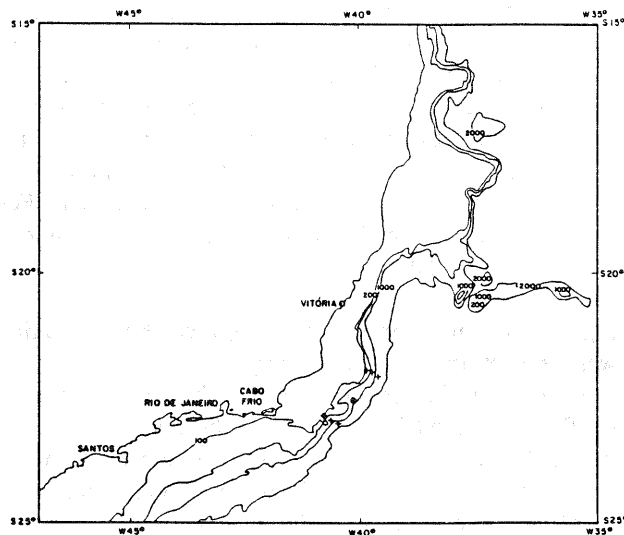 W45° W40° W35°
S15° S15°
2000
S20° S20°
2000
1000 2000
200 1000
1000
200
1000
VITÓRIA
CABO
FRIO
RIO DE JANEIRO
100
SANTOS
S25° S25°
W45° W40° W35°